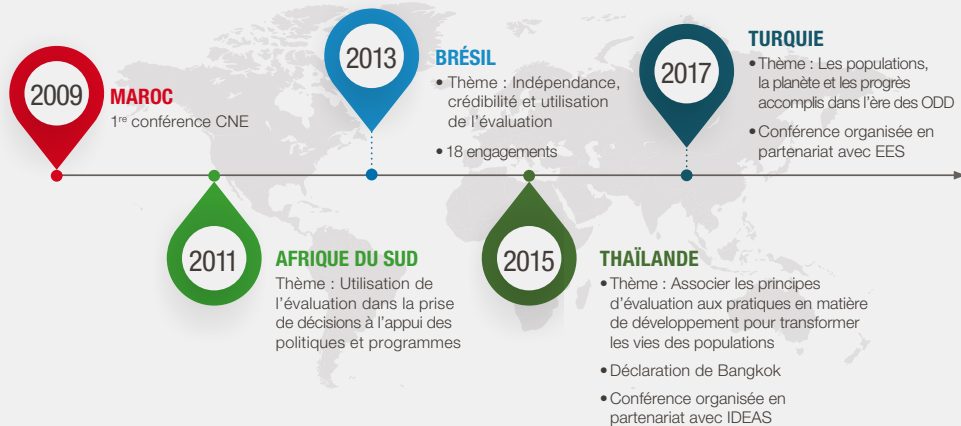 2009
MAROC
1re conférence CNE
2011
AFRIQUE DU SUD
Thème : Utilisation de
l'évaluation dans la prise
de décisions à l'appui des
politiques et programmes
2013
BRÉSIL
• Thème : Indépendance,
crédibilité et utilisation
de l'évaluation
• 18 engagements
2015
THAÏLANDE
• Thème : Associer les principes
d'évaluation aux pratiques en matière
de développement pour transformer
les vies des populations
• Déclaration de Bangkok
• Conférence organisée en
partenariat avec IDEAS
2017
TURQUIE
• Thème : Les populations,
la planète et les progrès
accomplis dans l'ère des ODD
• Conférence organisée en
partenariat avec EES